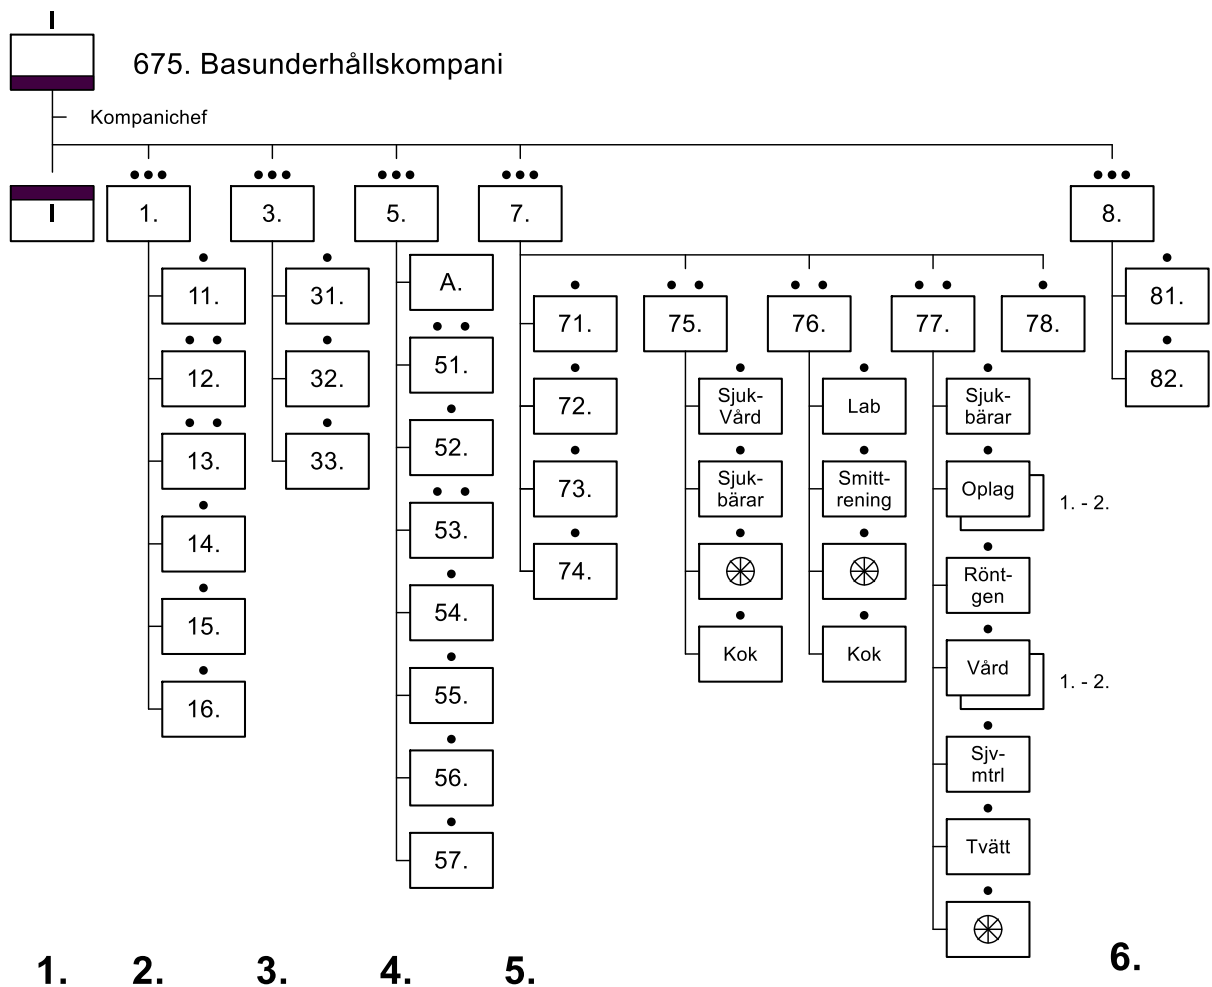 675. Basunderhållskompani
Kompanichef
1.
3.
5.
7.
8.
11.
12.
13.
14.
15.
16.
31.
32.
33.
A.
51.
52.
53.
54.
55.
56.
57.
71.
72.
73.
74.
75.
Sjuk-
Vård
Sjuk-
bärar
Kok
76.
Lab
Smitt-
rening
Kok
77.
Sjuk-
bärar
Oplag
1. - 2.
Rönt-
gen
Vård
1. - 2.
Sjv-
mtrl
Tvätt
78.
81.
82.
1.
2.
3.
4.
5.
6.